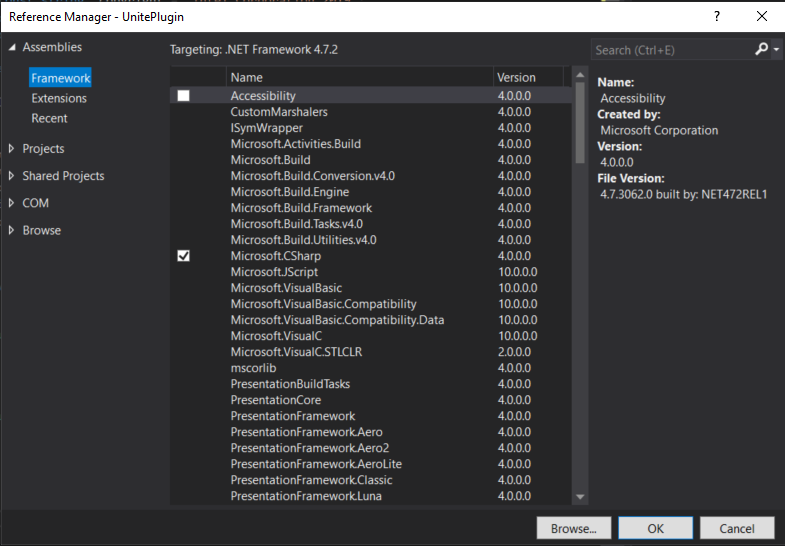 Reference Manager - UnitePlugin
?
Assemblies
Framework
Extensions
Recent
Projects
Shared Projects
COM
Browse
Targeting: .NET Framework 4.7.2
Name Version
Accessibility 4.0.0.0
CustomMarshalers 4.0.0.0
ISymWrapper 4.0.0.0
Microsoft.Activities.Build 4.0.0.0
Microsoft.Build 4.0.0.0
Microsoft.Build.Conversion.v4.0 4.0.0.0
Microsoft.Build.Engine 4.0.0.0
Microsoft.Build.Framework 4.0.0.0
Microsoft.Build.Tasks.v4.0 4.0.0.0
Microsoft.Build.Utilities.v4.0 4.0.0.0
Microsoft.CSharp 4.0.0.0
Microsoft.JScript 10.0.0.0
Microsoft.VisualBasic 10.0.0.0
Microsoft.VisualBasic.Compatibility 10.0.0.0
Microsoft.VisualBasic.Compatibility.Data 10.0.0.0
Microsoft.VisualC 10.0.0.0
Microsoft.VisualC.STLCLR 2.0.0.0
mscorlib 4.0.0.0
PresentationBuildTasks 4.0.0.0
PresentationCore 4.0.0.0
PresentationFramework 4.0.0.0
PresentationFramework.Aero 4.0.0.0
PresentationFramework.Aero2 4.0.0.0
PresentationFramework.AeroLite 4.0.0.0
PresentationFramework.Classic 4.0.0.0
PresentationFramework.Luna 4.0.0.0
Search (Ctrl+E)
Name:
Accessibility
Created by:
Microsoft Corporation
Version:
4.0.0.0
File Version:
4.7.3062.0 built by: NET472REL1
Browse... OK Cancel